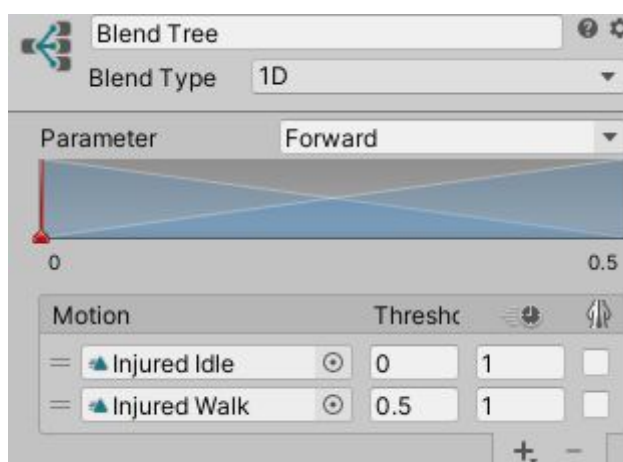 Blend Tree
Blend Type 1D
Parameter Forward
0 0.5
Motion Threshc
Injured Idle 0 1
Injured Walk 0.5 1